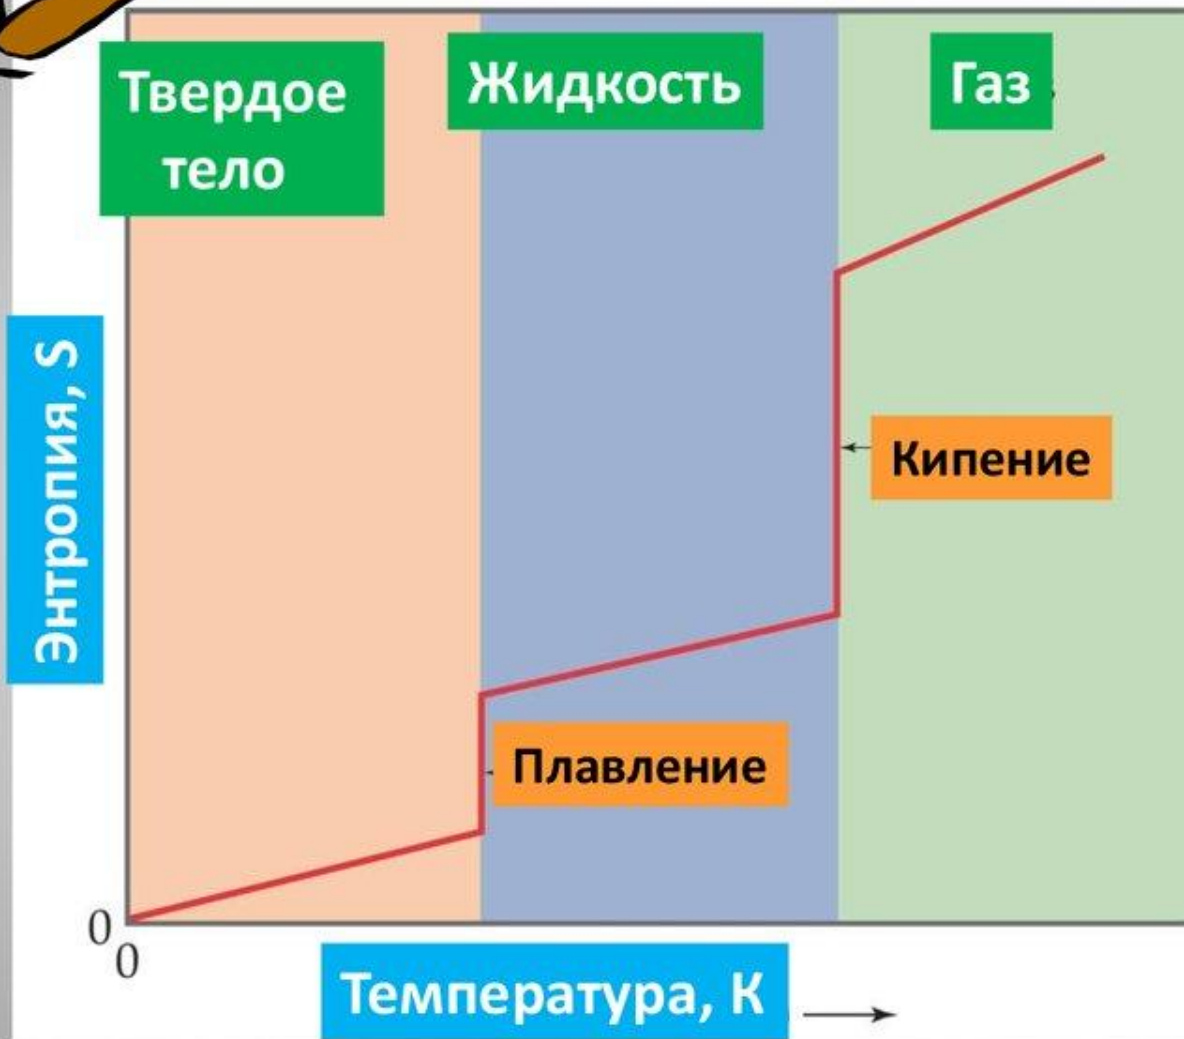 Твердое
тело
Жидкость
Газ
Энтропия, S
Кипение
Плавление
0
0
Температура, К